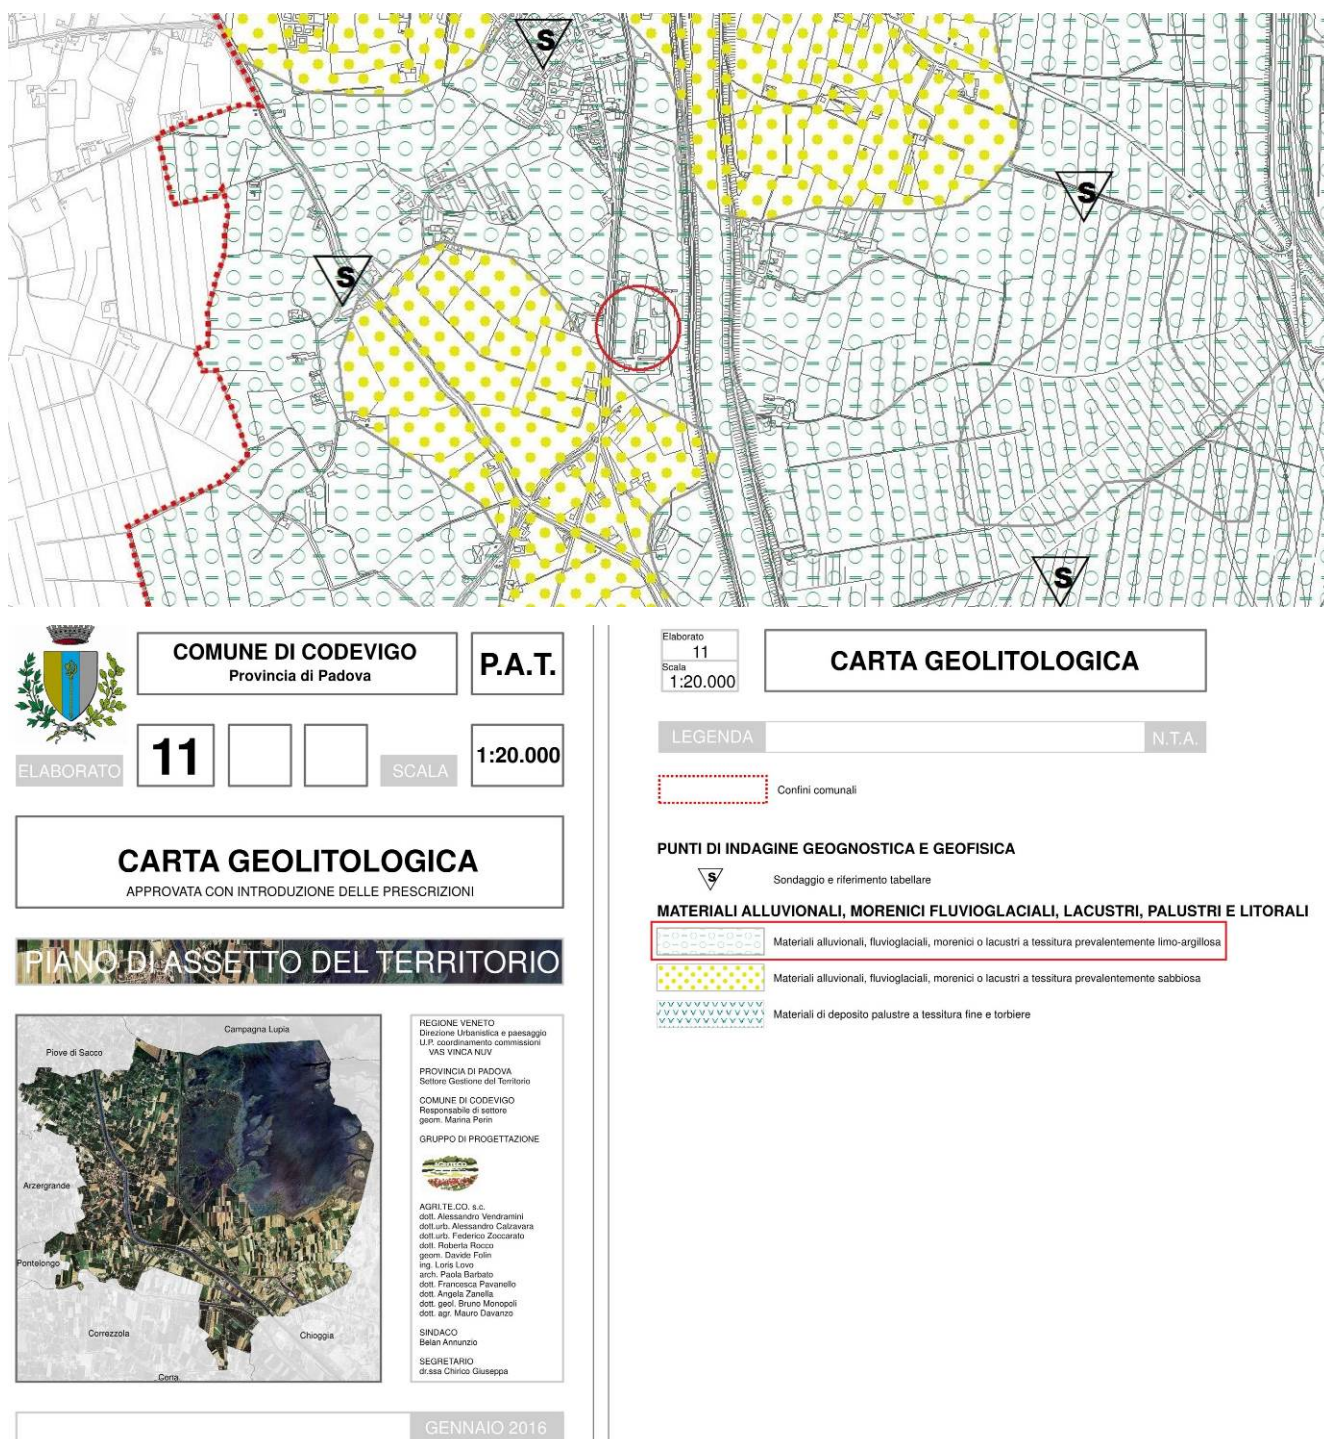 S
S
S
S
COMUNE DI CODEVIGO
Provincia di Padova
P.A.T.
ELABORATO
11
SCALA
1:20.000
CARTA GEOLITOLOGICA
APPROVATA CON INTRODUZIONE DELLE PRESCRIZIONI
PIANO DI ASSETTO DEL TERRITORIO
Campagna Lupia
Piove di Sacco
Arzergrande
Pontelongo
Correzzola
Chioggia
REGIONE VENETO
Direzione Urbanistica e paesaggio
U.P. coordinamento commissioni
VAS VINCA NUV
PROVINCIA DI PADOVA
Settore Gestione del Territorio
COMUNE DI CODEVIGO
Responsabile di settore
geom. Marina Perin
GRUPPO DI PROGETTAZIONE
AGRITECO
AGRI.TE.CO. s.c.
dott. Alessandro Vendramini
dott.urb. Alessandro Calzavara
dott.urb. Federico Zoccarato
dott. Roberta Rocco
geom. Davide Folin
ing. Loris Lovo
arch. Paola Barbato
dott. Francesca Pavanello
dott. Angela Zanella
dott. geol. Bruno Monopoli
dott. agr. Mauro Davanzo
SINDACO
Belan Annunzio
SEGRETARIO
dr.ssa Chirico Giuseppa
GENNAIO 2016
Elaborato
11
Scala
1:20.000
CARTA GEOLITOLOGICA
LEGENDA
N.T.A.
Confini comunali
PUNTI DI INDAGINE GEOGNOSTICA E GEOFISICA
S
Sondaggio e riferimento tabellare
MATERIALI ALLUVIONALI, MORENICI FLUVIOGLACIALI, LACUSTRI, PALUSTRI E LITORALI
Materiali alluvionali, fluvioglaciali, morenici o lacustri a tessitura prevalentemente limo-argillosa
Materiali alluvionali, fluvioglaciali, morenici o lacustri a tessitura prevalentemente sabbiosa
Materiali di deposito palustre a tessitura fine e torbiere